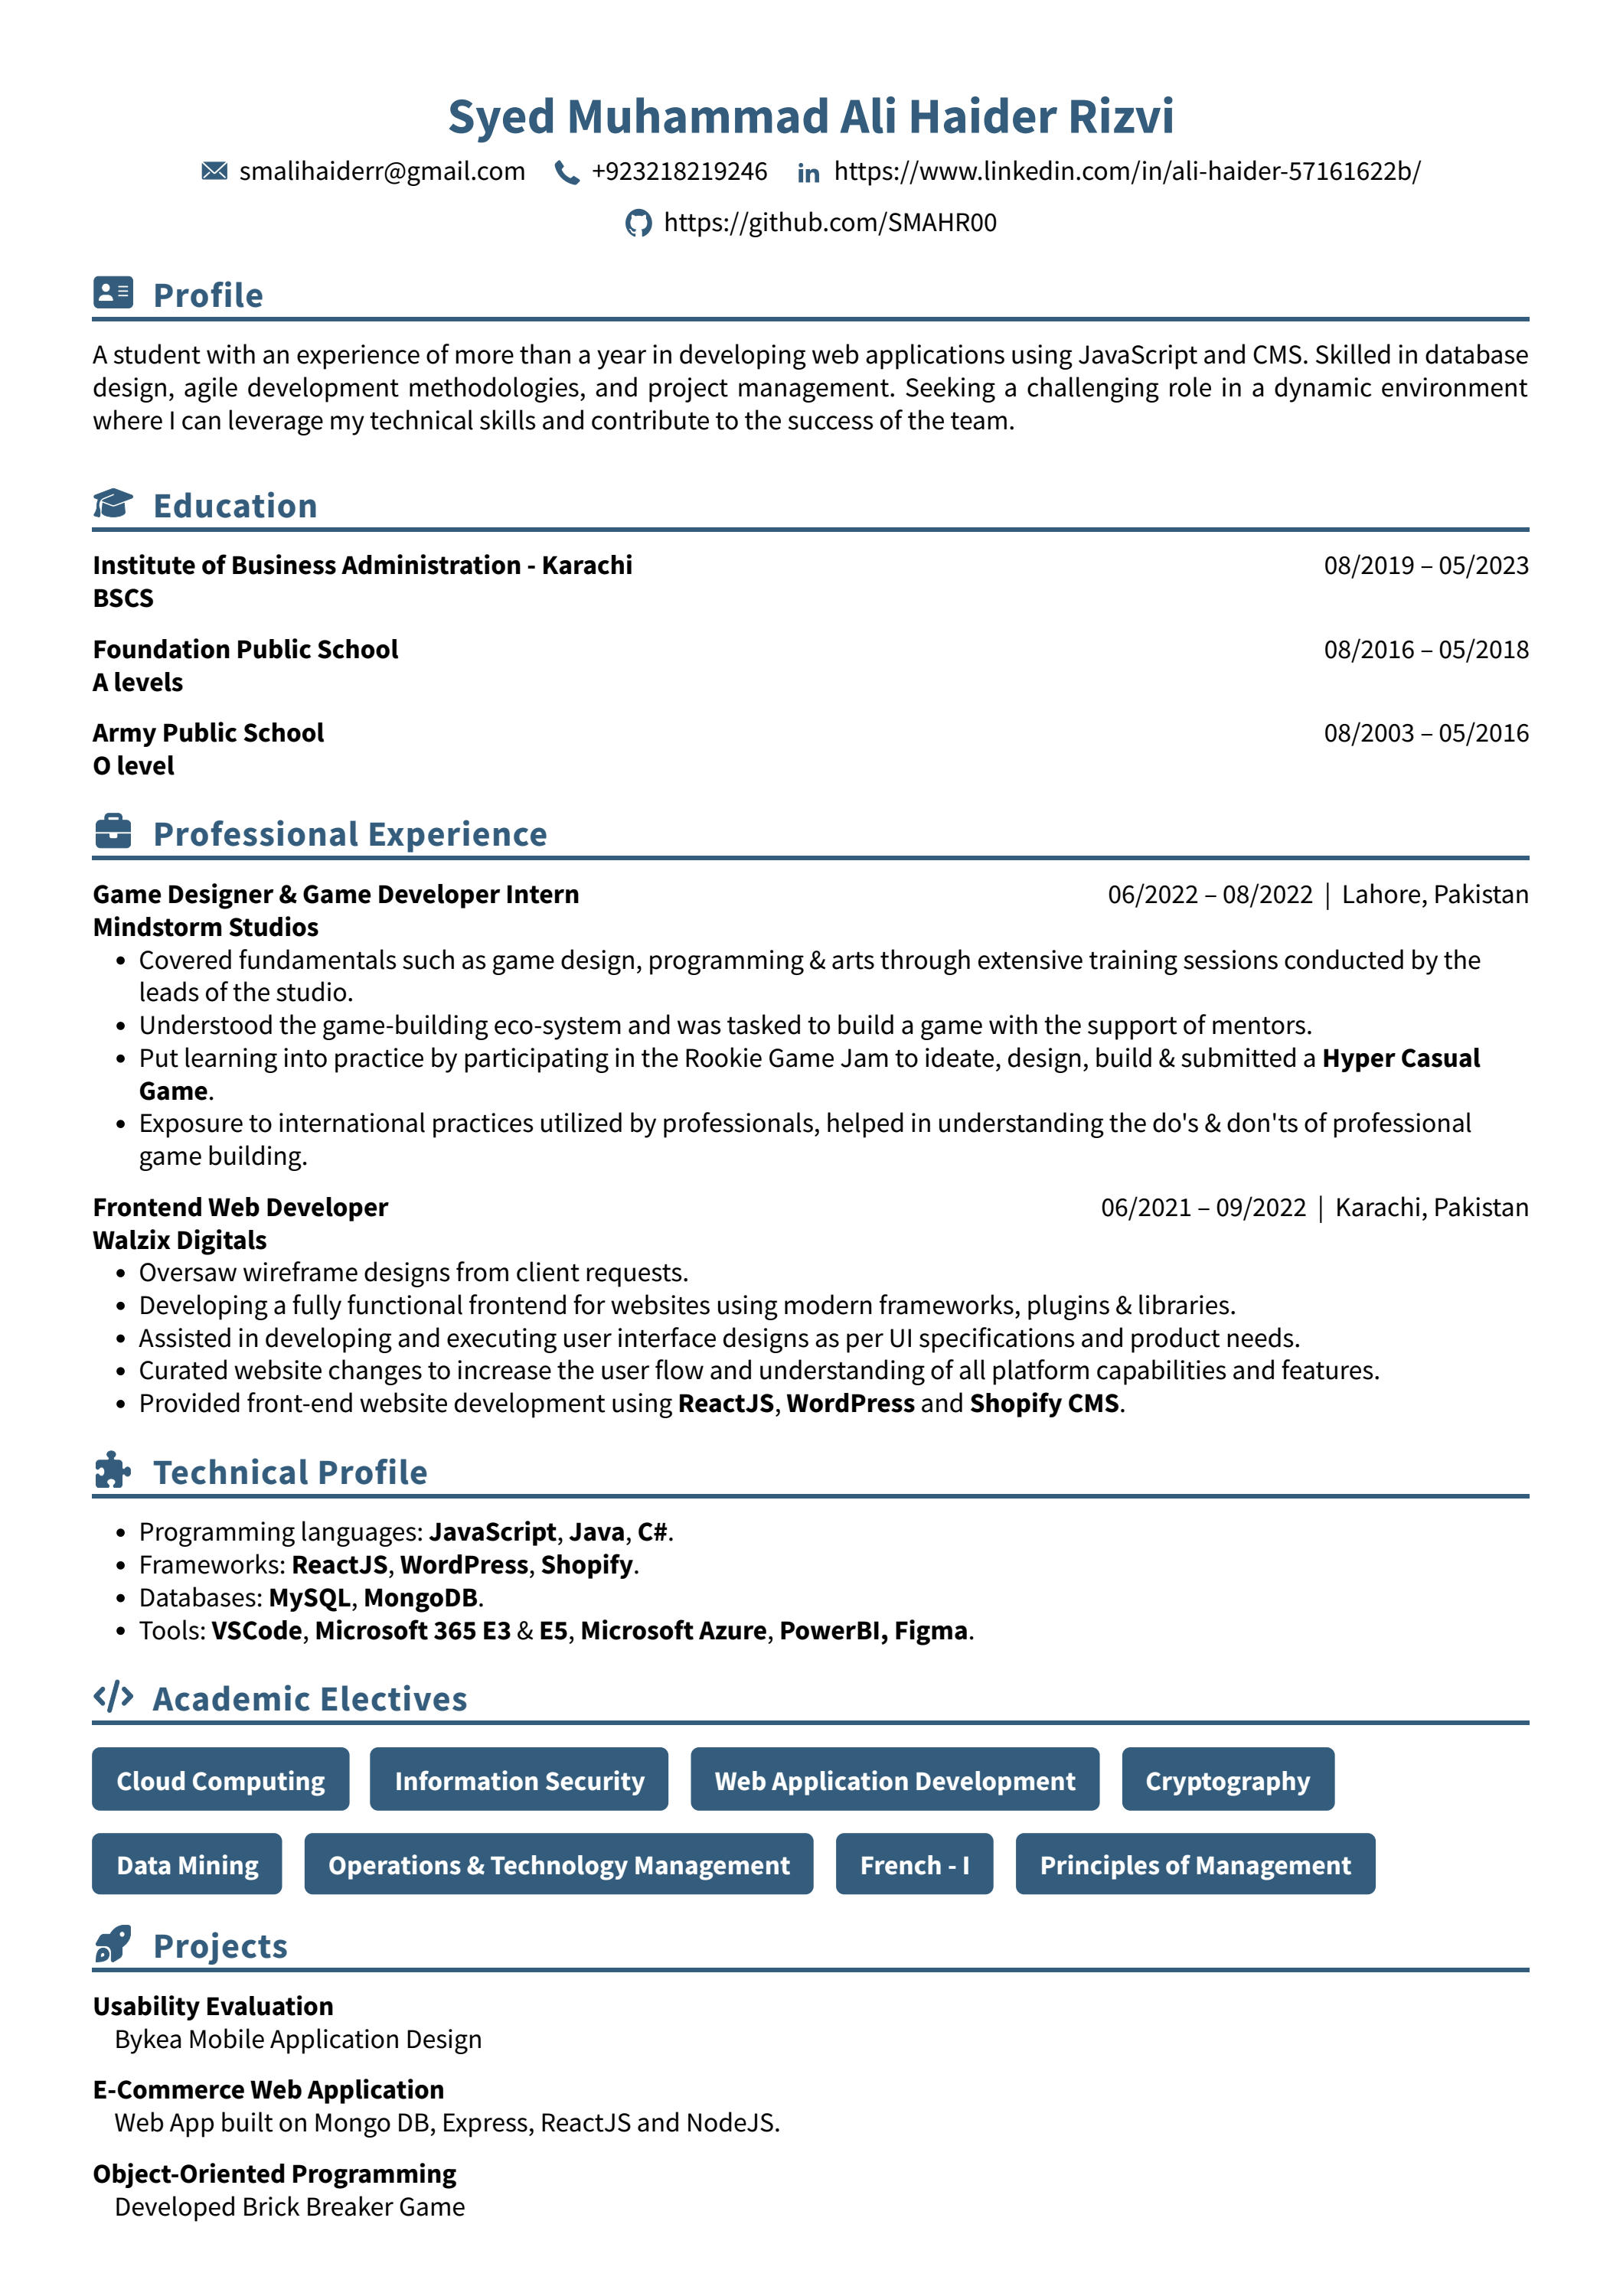 Syed Muhammad Ali Haider Rizvi
smalihaiderr@gmail.com +923218219246 https://www.linkedin.com/in/ali-haider-57161622b/
https://github.com/SMAHR00
Profile
A student with an experience of more than a year in developing web applications using JavaScript and CMS. Skilled in database
design, agile development methodologies, and project management. Seeking a challenging role in a dynamic environment
where I can leverage my technical skills and contribute to the success of the team.
Education
Institute of Business Administration - Karachi 08/2019 – 05/2023
BSCS
Foundation Public School 08/2016 – 05/2018
A levels
Army Public School 08/2003 – 05/2016
O level
Professional Experience
Game Designer & Game Developer Intern 06/2022 – 08/2022 | Lahore, Pakistan
Mindstorm Studios
• Covered fundamentals such as game design, programming & arts through extensive training sessions conducted by the
leads of the studio.
• Understood the game-building eco-system and was tasked to build a game with the support of mentors.
• Put learning into practice by participating in the Rookie Game Jam to ideate, design, build & submitted a Hyper Casual
Game.
• Exposure to international practices utilized by professionals, helped in understanding the do's & don'ts of professional
game building.
Frontend Web Developer 06/2021 – 09/2022 | Karachi, Pakistan
Walzix Digitals
• Oversaw wireframe designs from client requests.
• Developing a fully functional frontend for websites using modern frameworks, plugins & libraries.
• Assisted in developing and executing user interface designs as per UI specifications and product needs.
• Curated website changes to increase the user flow and understanding of all platform capabilities and features.
• Provided front-end website development using ReactJS, WordPress and Shopify CMS.
Technical Profile
• Programming languages: JavaScript, Java, C#.
• Frameworks: ReactJS, WordPress, Shopify.
• Databases: MySQL, MongoDB.
• Tools: VSCode, Microsoft 365 E3 & E5, Microsoft Azure, PowerBI, Figma.
Academic Electives
Cloud Computing Information Security Web Application Development Cryptography
Data Mining Operations & Technology Management French - I Principles of Management
Projects
Usability Evaluation
Bykea Mobile Application Design
E-Commerce Web Application
Web App built on Mongo DB, Express, ReactJS and NodeJS.
Object-Oriented Programming
Developed Brick Breaker Game